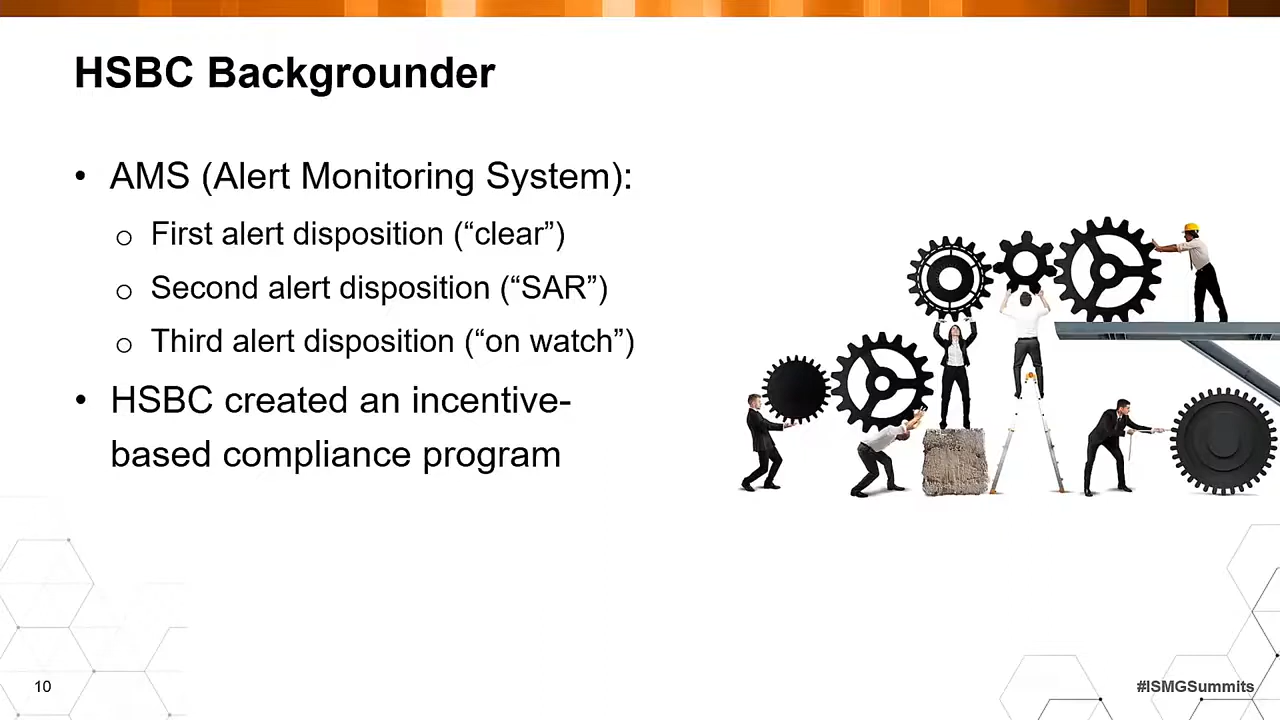 HSBC Backgrounder
• AMS (Alert Monitoring System):
o First alert disposition (“clear”)
o Second alert disposition (“SAR”)
o Third alert disposition (“on watch”)
• HSBC created an incentive-
based compliance program
10
#ISMGSummits